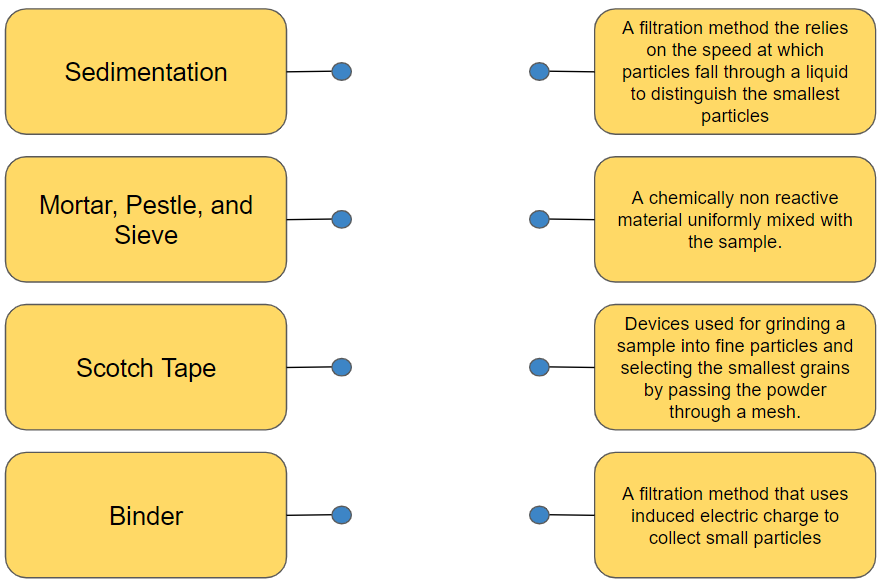 Sedimentation
A filtration method the relies
on the speed at which
particles fall through a liquid
to distinguish the smallest
particles
Mortar, Pestle, and
Sieve
A chemically non reactive
material uniformly mixed with
the sample.
Scotch Tape
Devices used for grinding a
sample into fine particles and
selecting the smallest grains
by passing the powder
through a mesh.
Binder
A filtration method that uses
induced electric charge to
collect small particles